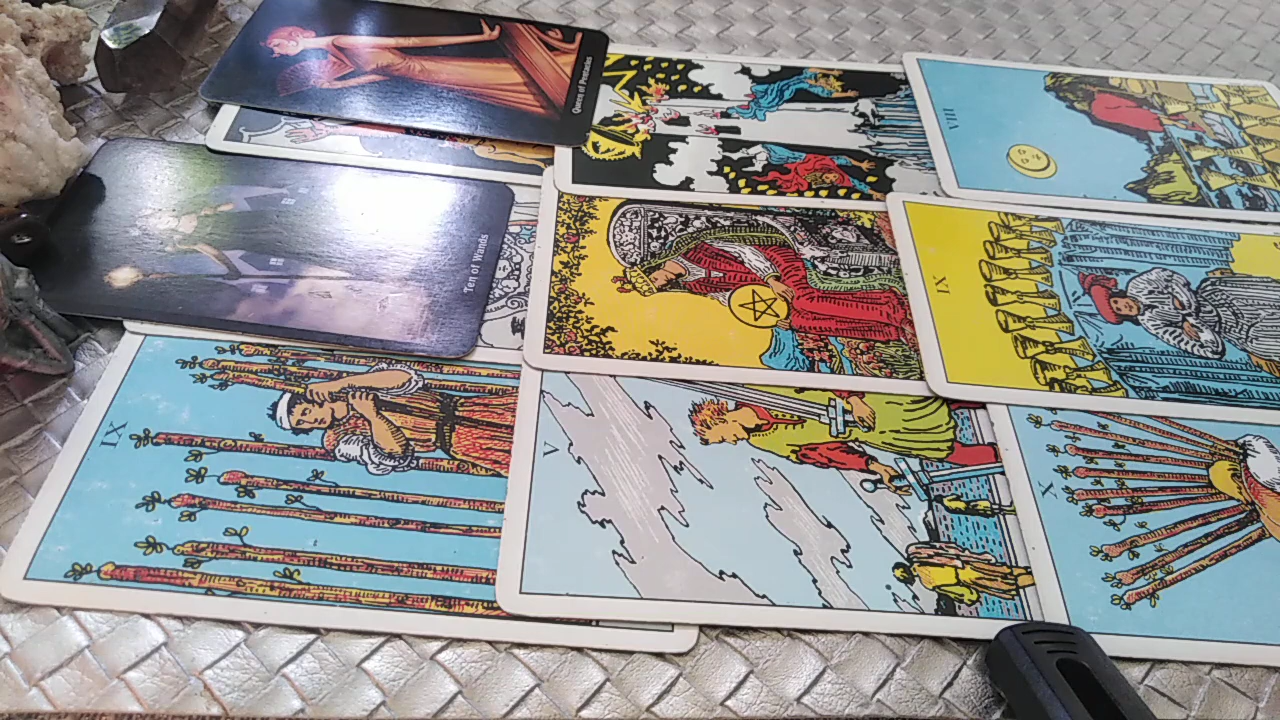 Queen of Pentacles
VIII
Ten of Wands
IX
IX
V
X